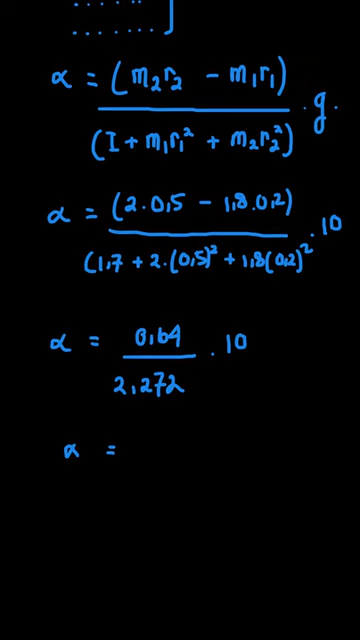 ......
.......]
α = (m₂r₂ - m₁r₁) / (I + m₁r₁² + m₂r₂²) . g.
α = (2.0,5 - 1,8.0,2) / (1,7 + 2.(0,5)² + 1,8(0,2)² . 10
α = 0,64 / 2,272 . 10
α =